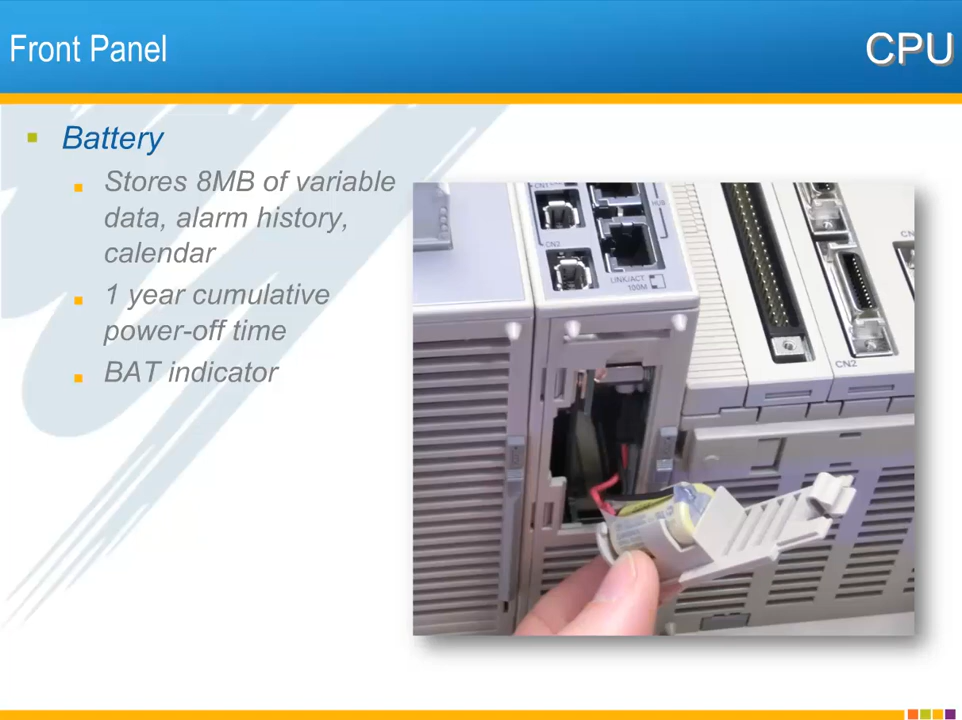 Front Panel
CPU
Battery
Stores 8MB of variable
data, alarm history,
calendar
1 year cumulative
power-off time
BAT indicator
CN1
HUB
CN2
LINK/ACT
100M
CN2